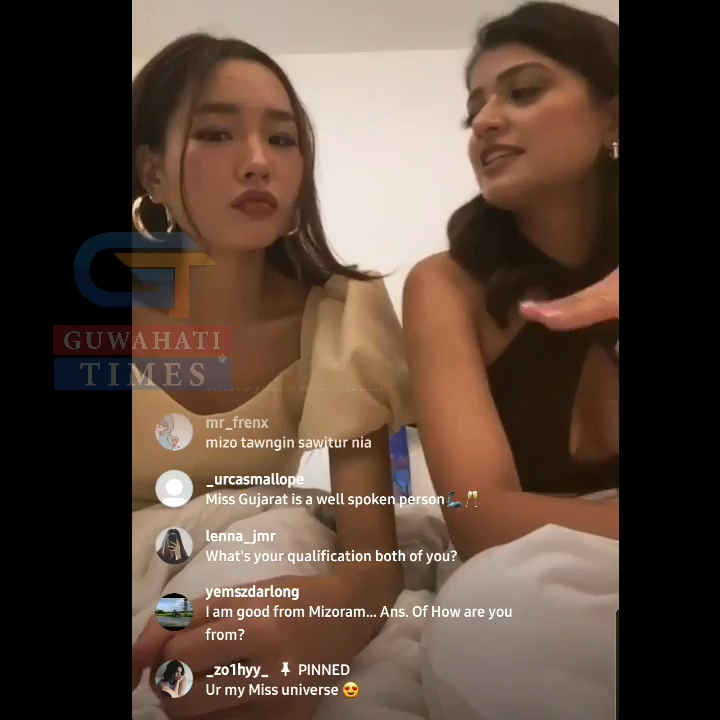 GT
GUWAHATI
TIMES
mr_frenx
mizo tawngin sawitur nia
_urcasmallope
Miss Gujarat is a well spoken person🦾🥂
lenna_jmr
What's your qualification both of you?
yemszdarlong
I am good from Mizoram... Ans. Of How are you
from?
_zo1hyy_ 📌 PINNED
Ur my Miss universe 😍